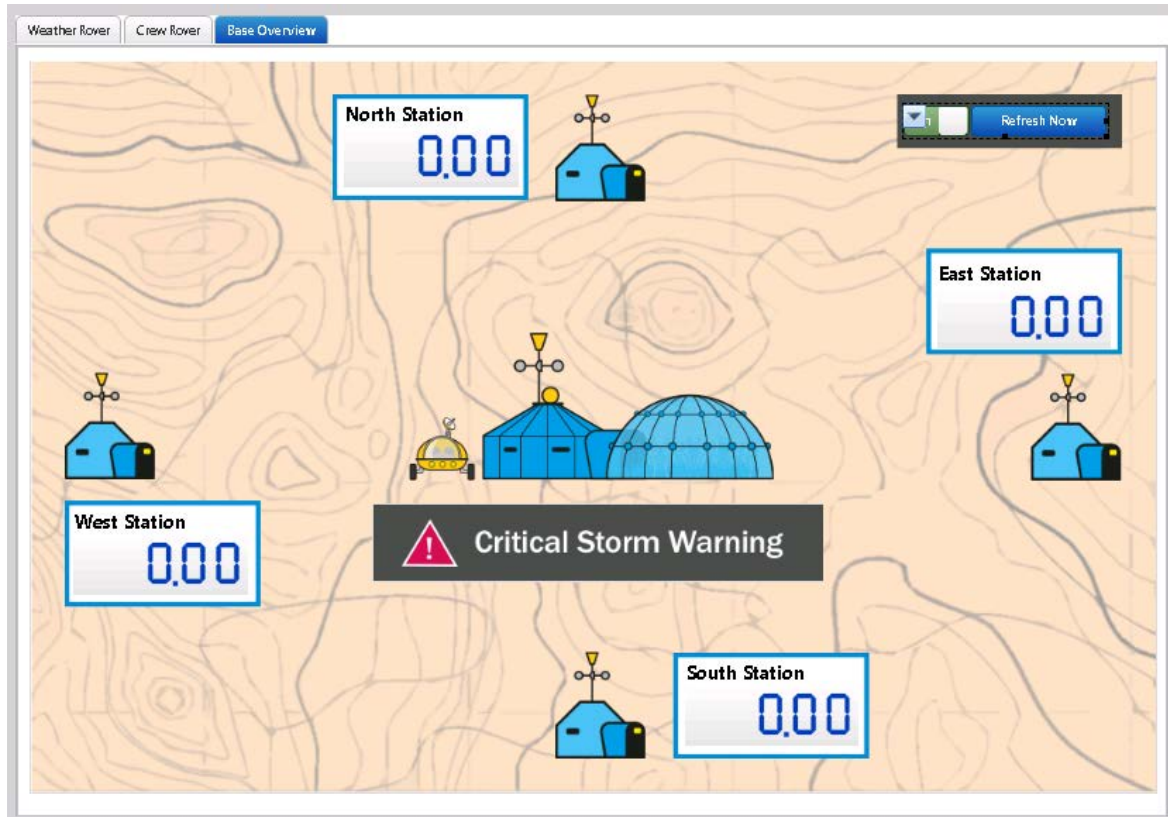 Weather Rover
Crew Rover
Base Overview
North Station
0.00
Refresh Now
East Station
0.00
West Station
0.00
! Critical Storm Warning
South Station
0.00